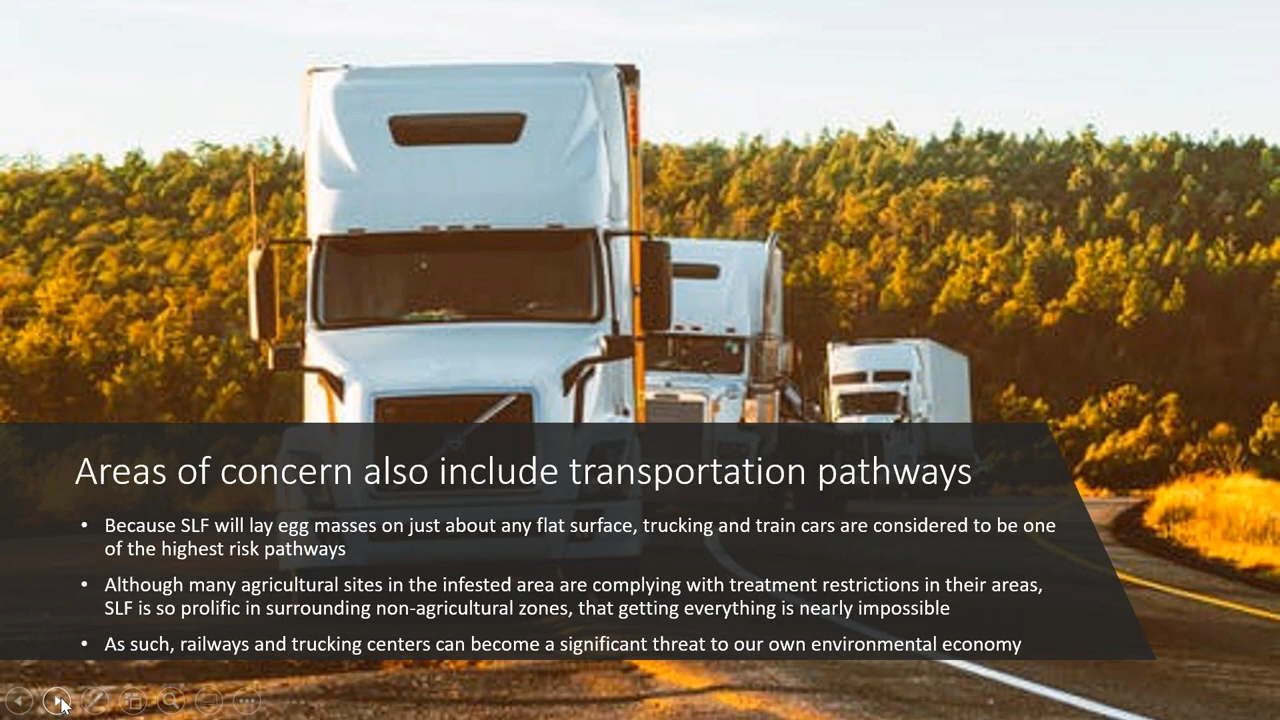 Areas of concern also include transportation pathways
• Because SLF will lay egg masses on just about any flat surface, trucking and train cars are considered to be one
of the highest risk pathways
• Although many agricultural sites in the infested area are complying with treatment restrictions in their areas,
SLF is so prolific in surrounding non-agricultural zones, that getting everything is nearly impossible
• As such, railways and trucking centers can become a significant threat to our own environmental economy